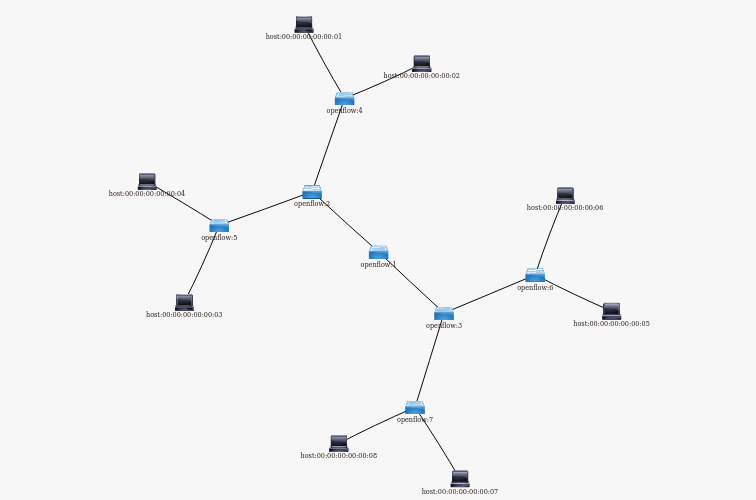 host:00:00:00:00:00:01
host:00:00:00:00:00:02
openflow:4
host:00:00:00:00:00:04
openflow:2
host:00:00:00:00:00:06
openflow:5
openflow:1
openflow:6
host:00:00:00:00:00:03
openflow:3
host:00:00:00:00:00:05
openflow:7
host:00:00:00:00:00:08
host:00:00:00:00:00:07